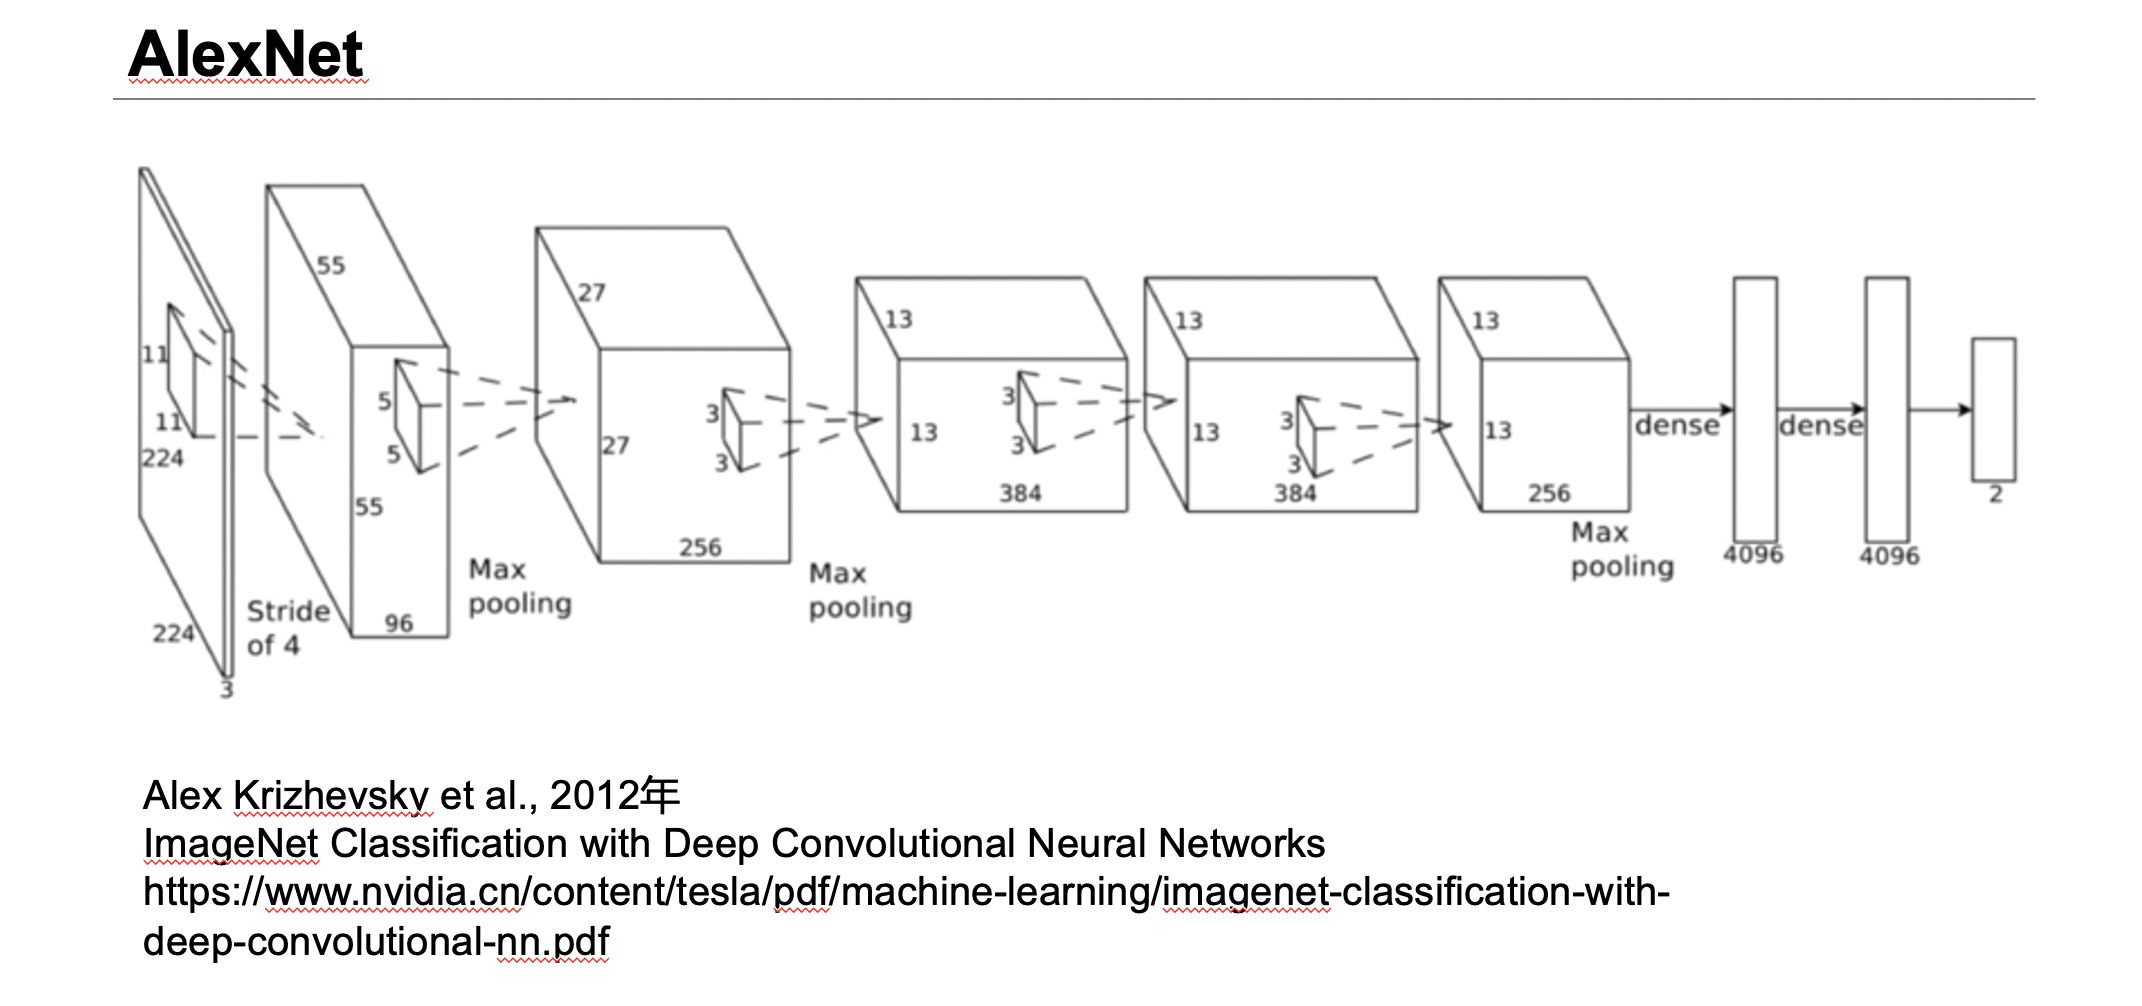 AlexNet
11
11
224
224
3
Stride
of 4
55
55
96
5
5
Max
pooling
27
27
256
3
3
Max
pooling
13
13
384
3
3
13
13
384
3
3
13
13
256
Max
pooling
dense
4096
dense
4096
2
Alex Krizhevsky et al., 2012年
ImageNet Classification with Deep Convolutional Neural Networks
https://www.nvidia.cn/content/tesla/pdf/machine-learning/imagenet-classification-with-
deep-convolutional-nn.pdf